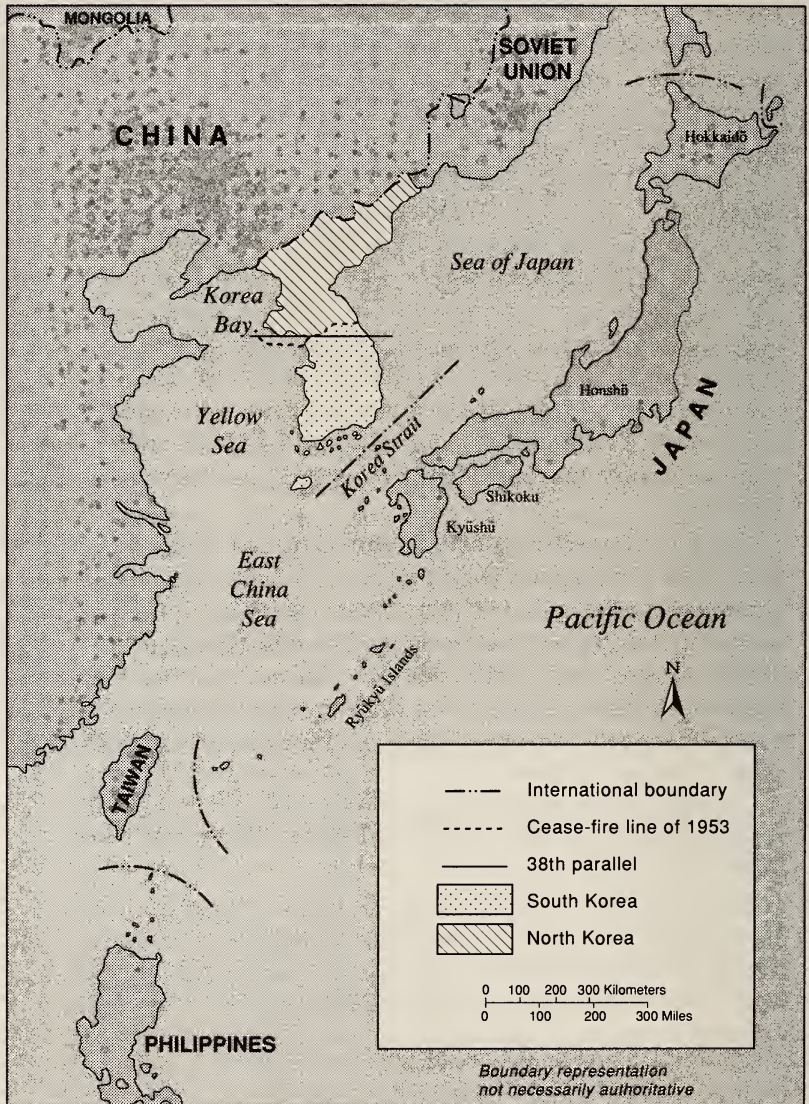 MONGOLIA
SOVIET
UNION
CHINA
Hokkaidō
Sea of Japan
Korea
Bay
Honshū
JAPAN
Yellow
Sea
Korea Strait
Shikoku
Kyūshū
East
China
Sea
Pacific Ocean
Ryūkyū Islands
N
TAIWAN
International boundary
Cease-fire line of 1953
38th parallel
South Korea
North Korea
0 100 200 300 Kilometers
0 100 200 300 Miles
PHILIPPINES
Boundary representation
not necessarily authoritative